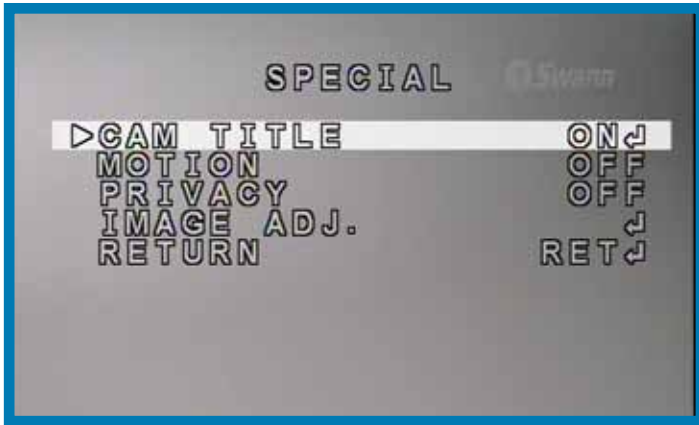 SPECIAL
Swann
CAM TITLE ON↲
MOTION OFF
PRIVACY OFF
IMAGE ADJ. ↲
RETURN RET↲